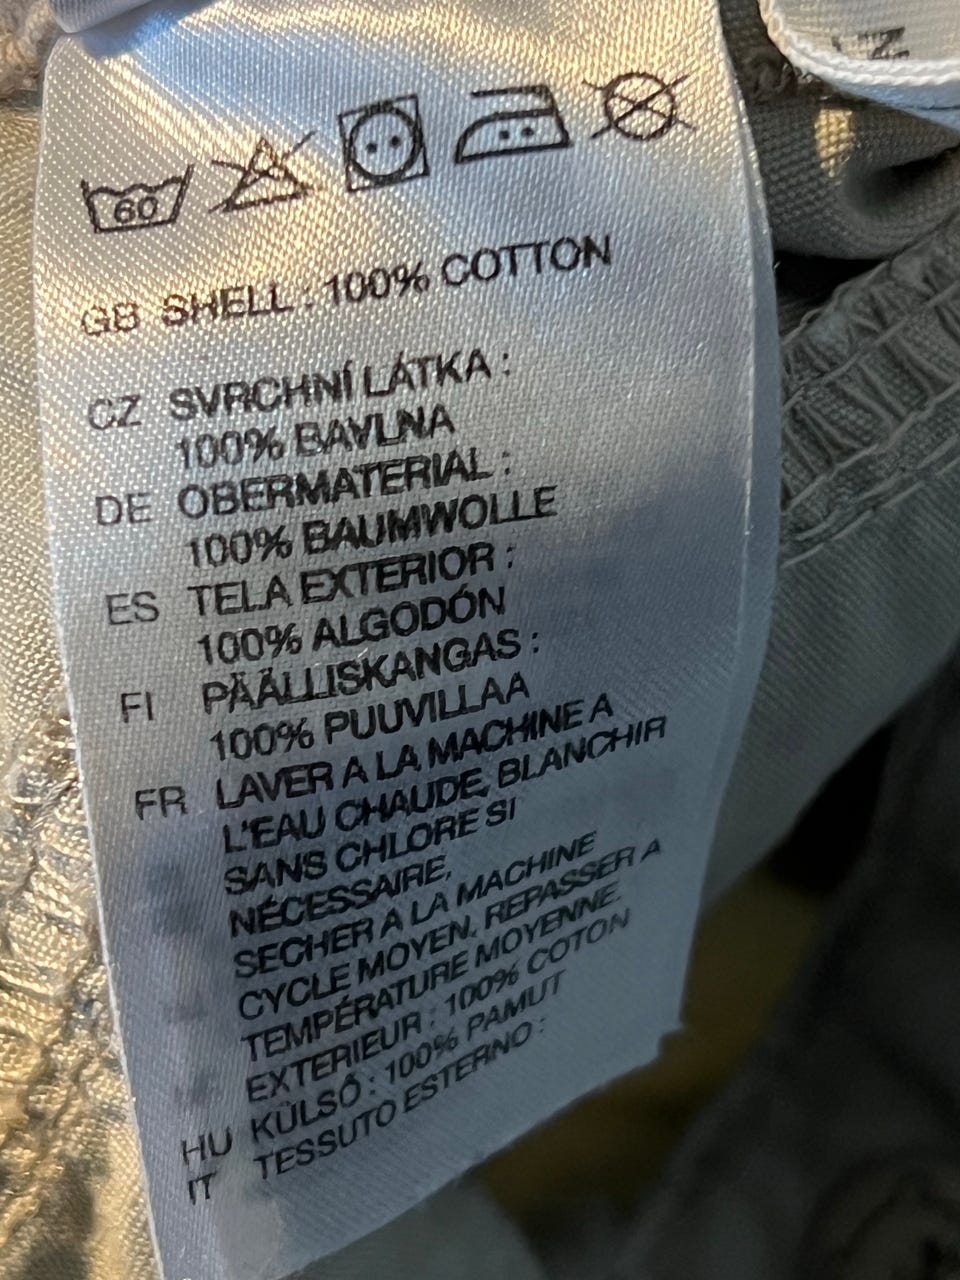 60
GB SHELL : 100% COTTON
CZ SVRCHNÍ LÁTKA :
100% BAVLNA
DE OBERMATERIAL :
100% BAUMWOLLE
ES TELA EXTERIOR :
100% ALGODÓN
FI PÄÄLLISKANGAS :
100% PUUVILLAA
FR LAVER A LA MACHINE A
L'EAU CHAUDE, BLANCHIR
SANS CHLORE SI
NÉCESSAIRE,
SECHER A LA MACHINE
CYCLE MOYEN, REPASSER A
TEMPÉRATURE MOYENNE.
EXTERIEUR : 100% COTON
HU KÜLSÓ : 100% PAMUT
IT TESSUTO ESTERNO :